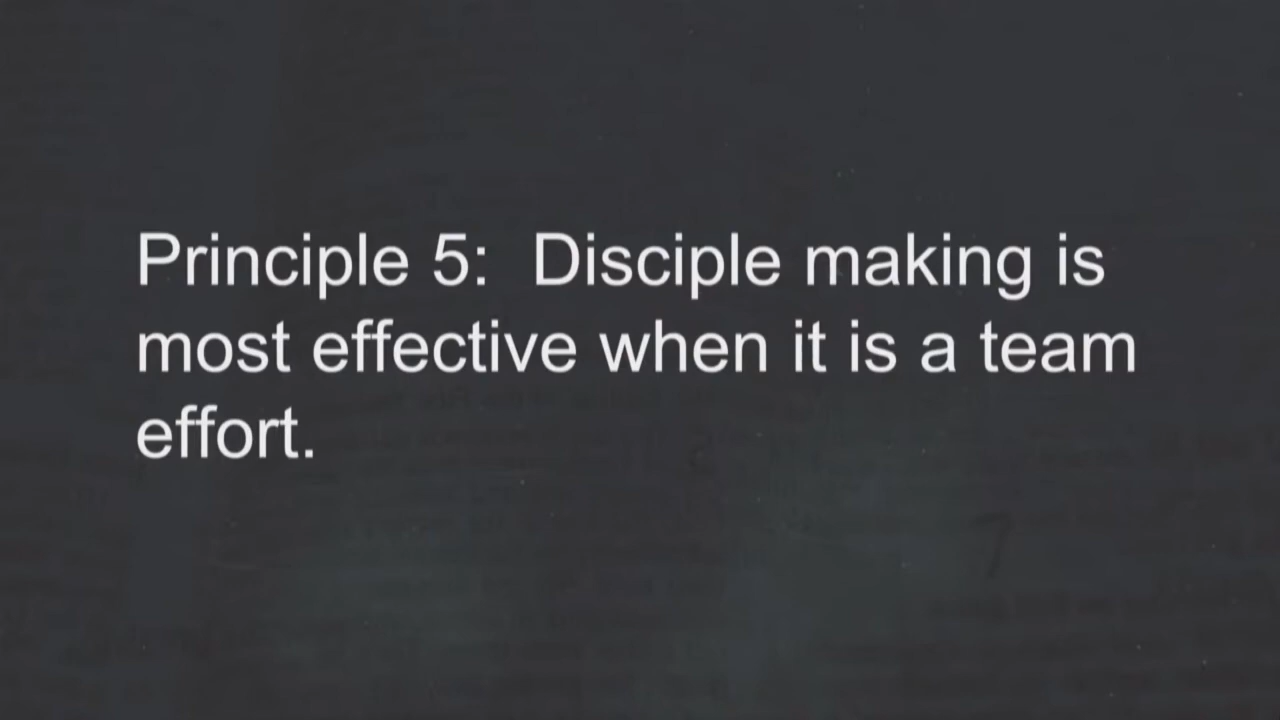 Principle 5:  Disciple making is
most effective when it is a team
effort.